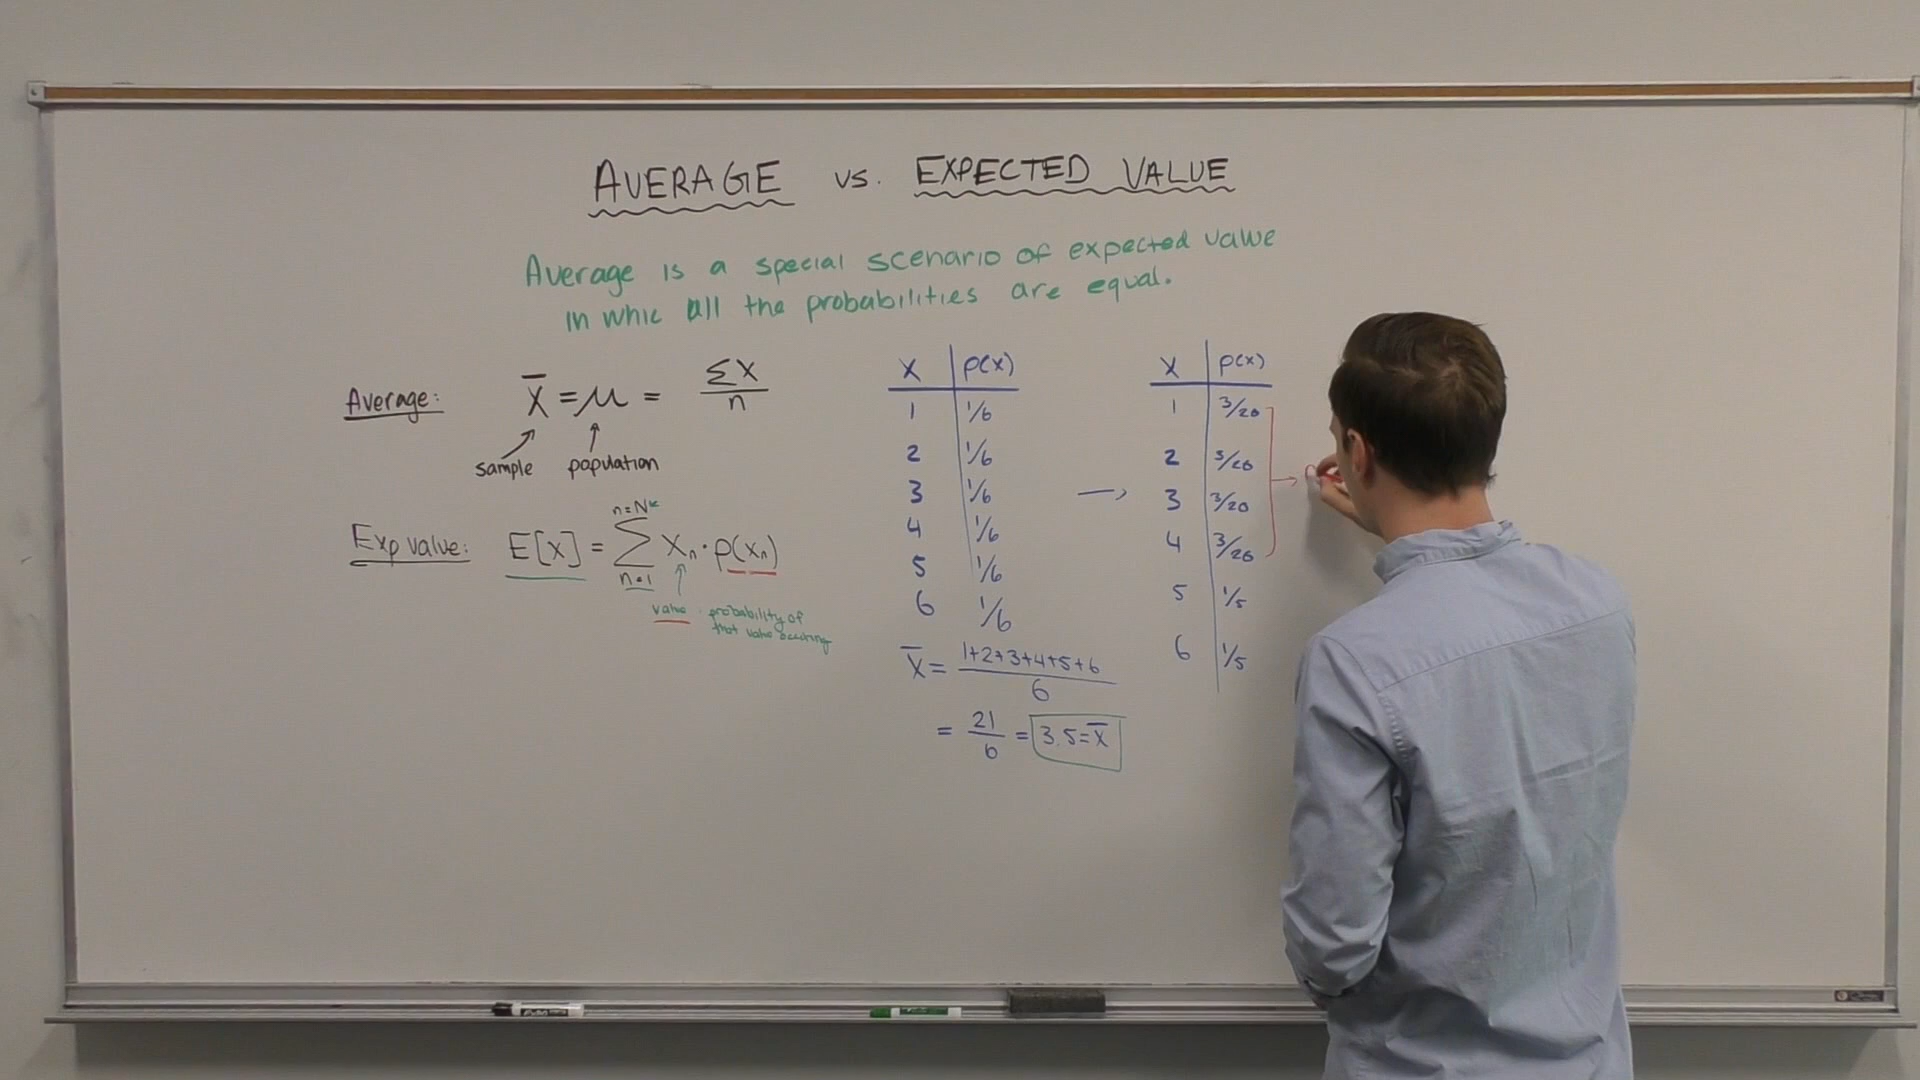 AVERAGE vs. EXPECTED VALUE
Average is a special scenario of expected value
in whic all the probabilities are equal.
Average: X̄ = μ = ΣX/n
sample population
Exp value: E[X] = Σ Xₙ · p(xₙ)
n=N
n=1
value · probability of
that value
X p(x)
1 1/6
2 1/6
3 1/6
4 1/6
5 1/6
6 1/6
X̄ = 1+2+3+4+5+6 / 6
= 21/6 = 3.5 = X̄
→
X p(x)
1 3/20
2 3/20
3 3/20
4 3/20
5 1/5
6 1/5